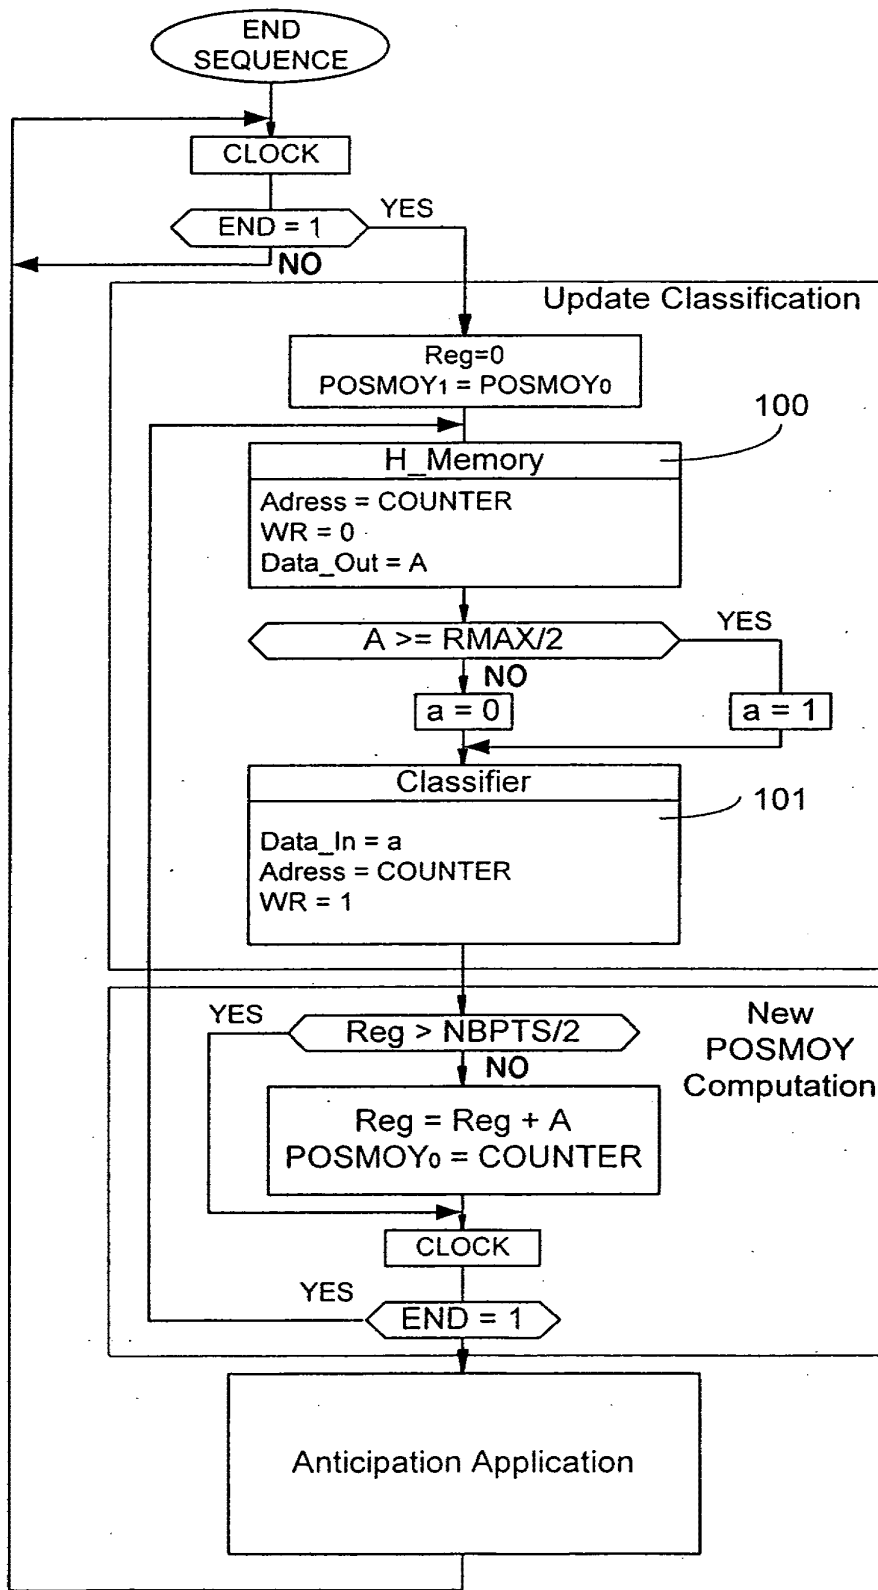 END
SEQUENCE
CLOCK
END = 1
YES
NO
Update Classification
Reg=0
POSMOY1 = POSMOY0
100
H_Memory
Adress = COUNTER
WR = 0
Data_Out = A
A >= RMAX/2
YES
NO
a = 0
a = 1
Classifier
101
Data_In = a
Adress = COUNTER
WR = 1
YES
Reg > NBPTS/2
NO
New
POSMOY
Computation
Reg = Reg + A
POSMOY0 = COUNTER
CLOCK
YES
END = 1
Anticipation Application